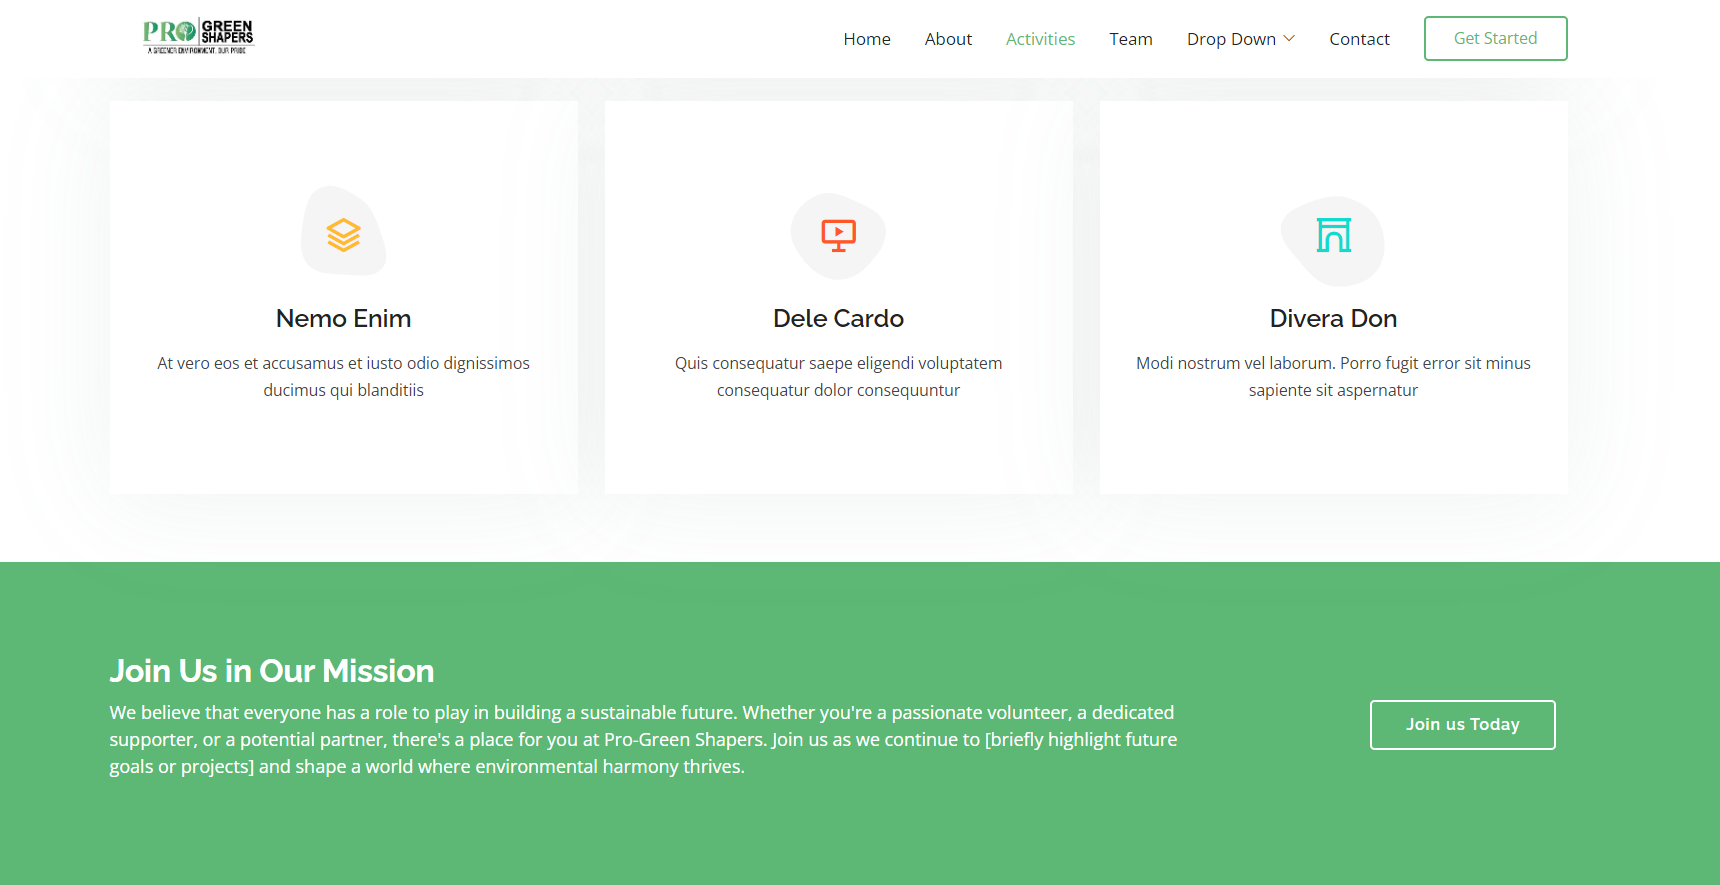 PRO GREEN
SHAPERS
A GREENER ENVIRONMENT, OUR PRIDE
Home About Activities Team Drop Down Contact Get Started
Nemo Enim
At vero eos et accusamus et iusto odio dignissimos
ducimus qui blanditiis
Dele Cardo
Quis consequatur saepe eligendi voluptatem
consequatur dolor consequuntur
Divera Don
Modi nostrum vel laborum. Porro fugit error sit minus
sapiente sit aspernatur
Join Us in Our Mission
We believe that everyone has a role to play in building a sustainable future. Whether you're a passionate volunteer, a dedicated
supporter, or a potential partner, there's a place for you at Pro-Green Shapers. Join us as we continue to [briefly highlight future
goals or projects] and shape a world where environmental harmony thrives.
Join us Today